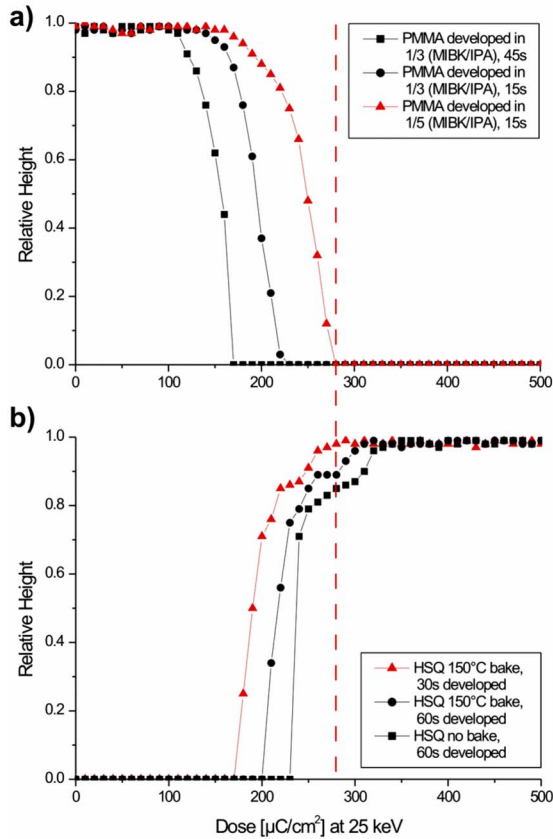 a)
1.0
0.8
0.6
0.4
0.2
0.0
Relative Height
PMMA developed in
1/3 (MIBK/IPA), 45s
PMMA developed in
1/3 (MIBK/IPA), 15s
PMMA developed in
1/5 (MIBK/IPA), 15s
0 100 200 300 400 500
b)
1.0
0.8
0.6
0.4
0.2
0.0
Relative Height
HSQ 150°C bake,
30s developed
HSQ 150°C bake,
60s developed
HSQ no bake,
60s developed
0 100 200 300 400 500
Dose [µC/cm²] at 25 keV